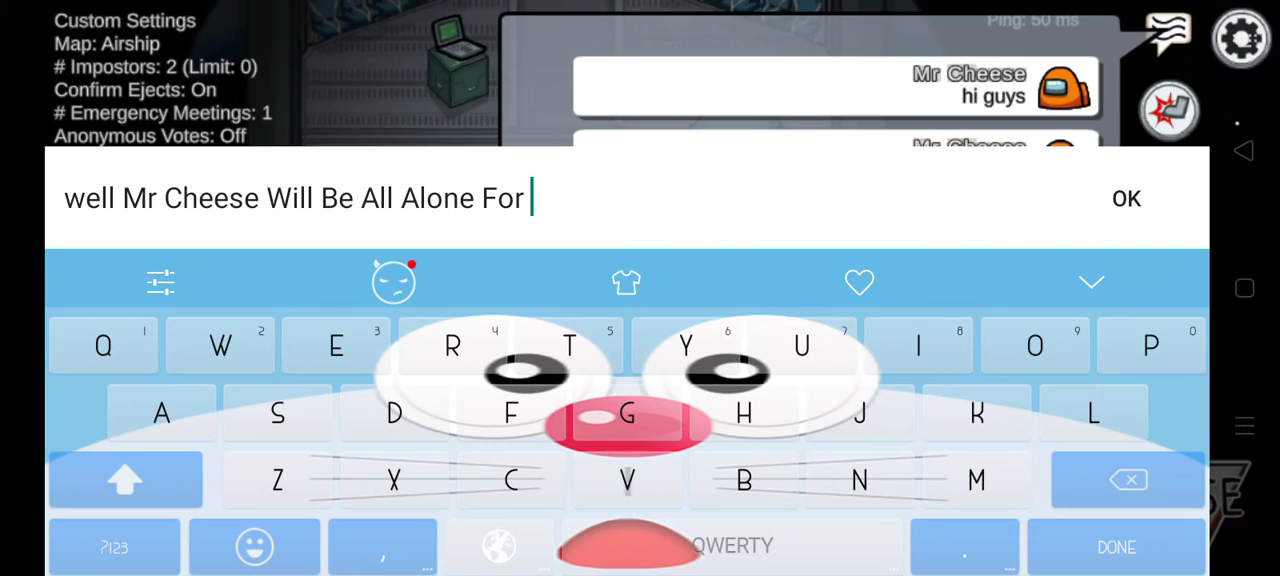 Custom Settings
Map: Airship
# Impostors: 2 (Limit: 0)
Confirm Ejects: On
# Emergency Meetings: 1
Anonymous Votes: Off
Ping: 50 ms
Mr Cheese
hi guys
Mr Cheese
well Mr Cheese Will Be All Alone For
OK
Q 1 W 2 E 3 R 4 T 5 Y 6 U 7 I 8 O 9 P 0
A S D F G H J K L
Z X C V B N M
?123 , QWERTY . DONE